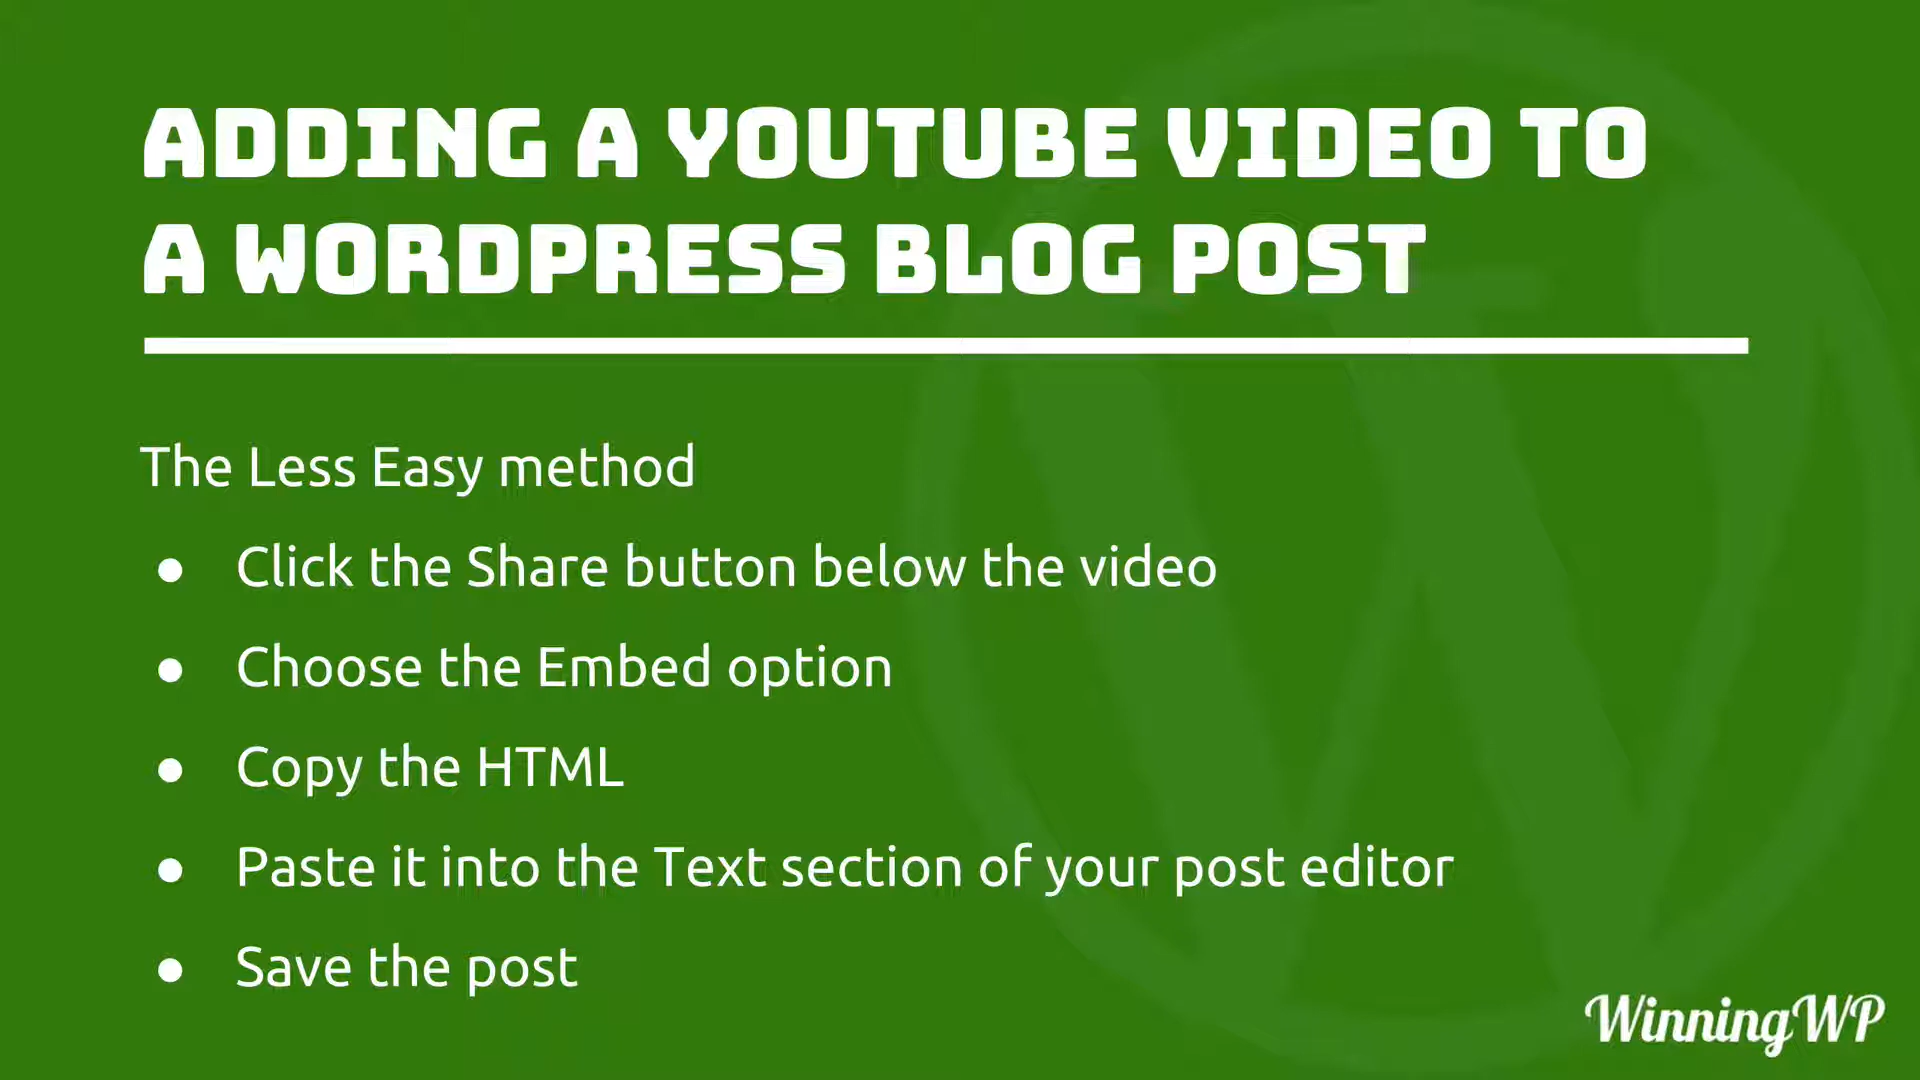 ADDING A YOUTUBE VIDEO TO
A WORDPRESS BLOG POST
The Less Easy method
● Click the Share button below the video
● Choose the Embed option
● Copy the HTML
● Paste it into the Text section of your post editor
● Save the post
WinningWP